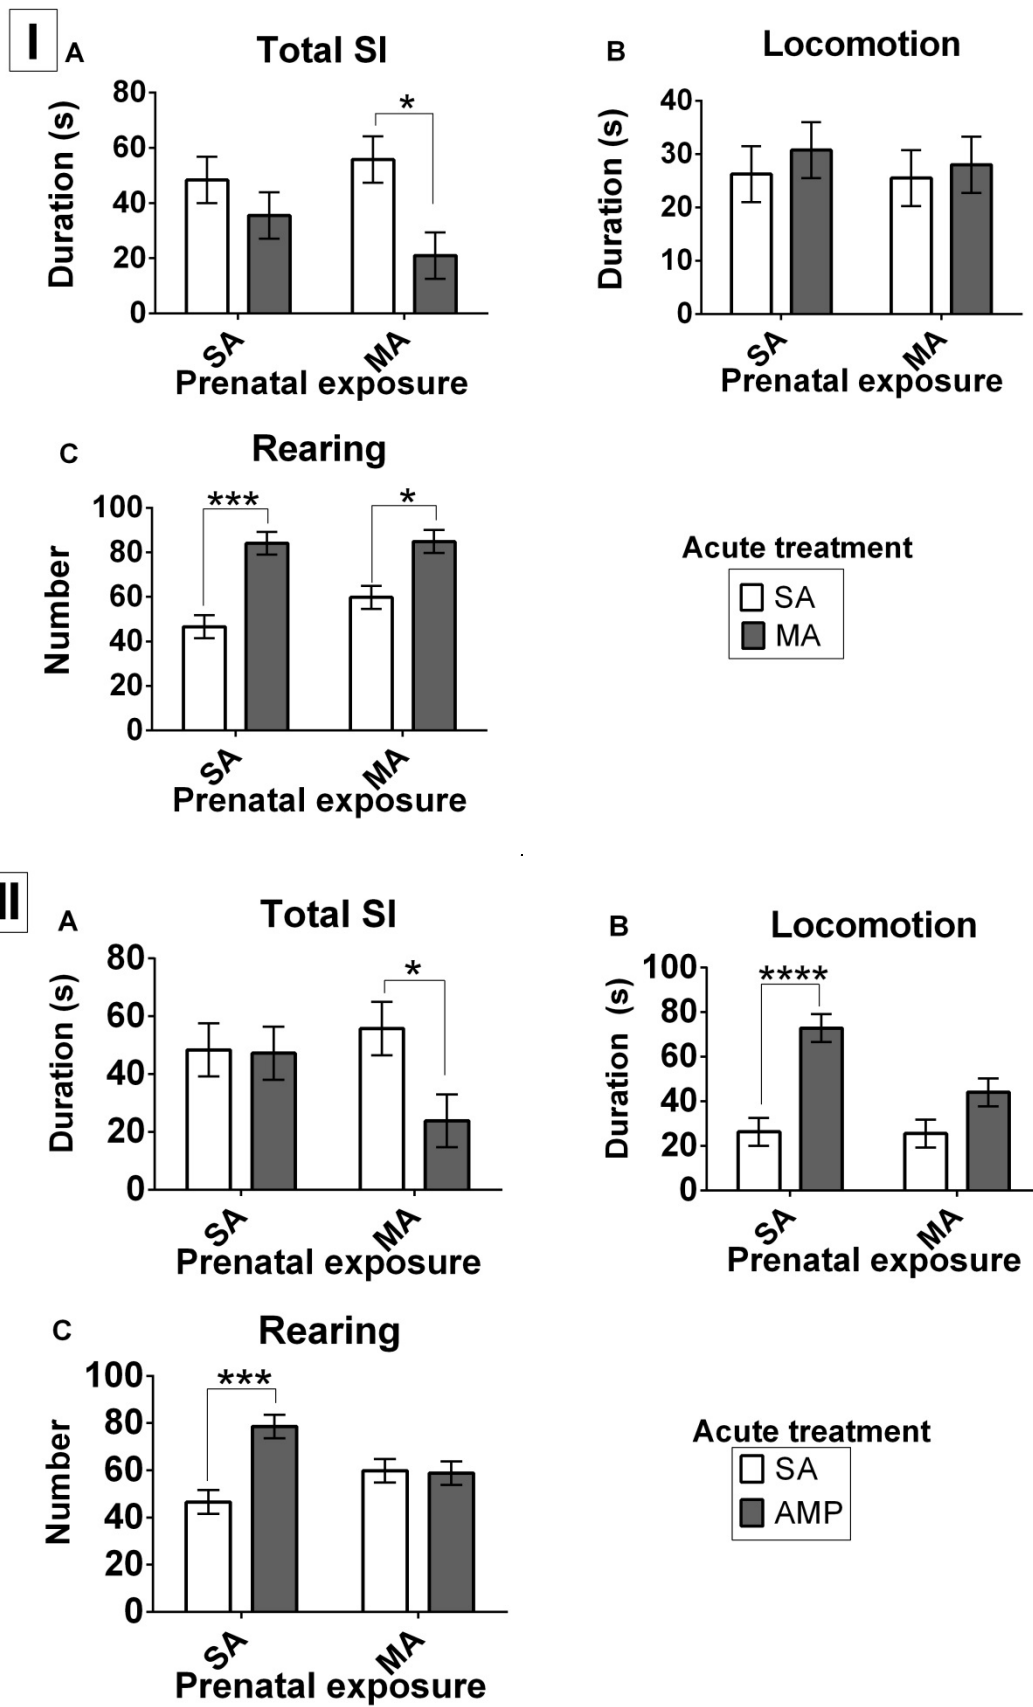 I
A
Total SI
Duration (s)
80
60
40
20
0
*
SA
MA
Prenatal exposure
B
Locomotion
Duration (s)
40
30
20
10
0
SA
MA
Prenatal exposure
C
Rearing
Number
100
80
60
40
20
0
***
*
SA
MA
Prenatal exposure
Acute treatment
SA
MA
II
A
Total SI
Duration (s)
80
60
40
20
0
*
SA
MA
Prenatal exposure
B
Locomotion
Duration (s)
100
80
60
40
20
0
****
SA
MA
Prenatal exposure
C
Rearing
Number
100
80
60
40
20
0
***
SA
MA
Prenatal exposure
Acute treatment
SA
AMP